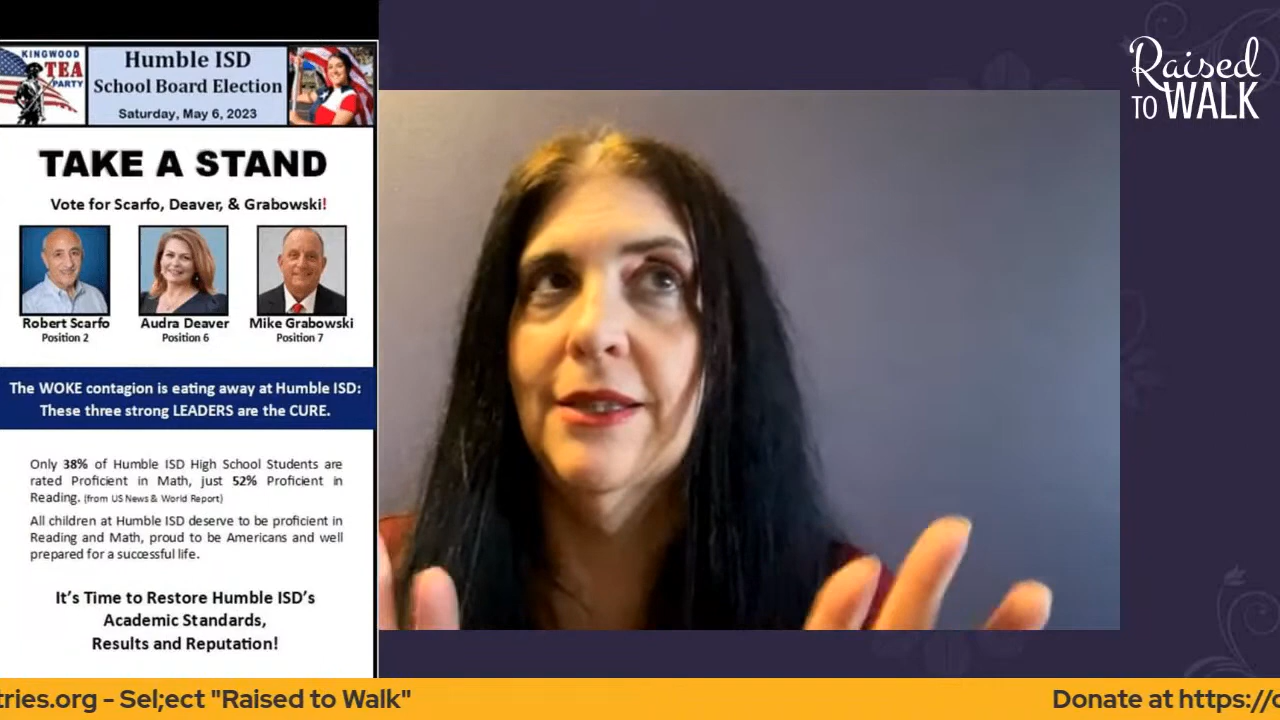 KINGWOOD
TEA
PARTY
Humble ISD
School Board Election
Saturday, May 6, 2023
TAKE A STAND
Vote for Scarfo, Deaver, & Grabowski!
Robert Scarfo
Position 2
Audra Deaver
Position 6
Mike Grabowski
Position 7
The WOKE contagion is eating away at Humble ISD:
These three strong LEADERS are the CURE.
Only 38% of Humble ISD High School Students are
rated Proficient in Math, just 52% Proficient in
Reading. (from US News & World Report)
All children at Humble ISD deserve to be proficient in
Reading and Math, proud to be Americans and well
prepared for a successful life.
It's Time to Restore Humble ISD's
Academic Standards,
Results and Reputation!
Raised
TO WALK
tries.org - Sel;ect "Raised to Walk"
Donate at https://